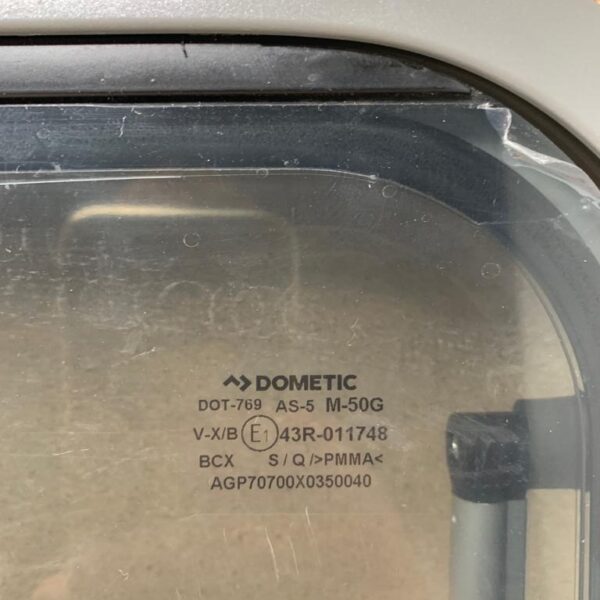 DOMETIC
DOT-769 AS-5 M-50G
V-X/B E1 43R-011748
BCX S / Q />PMMA<
AGP70700X0350040